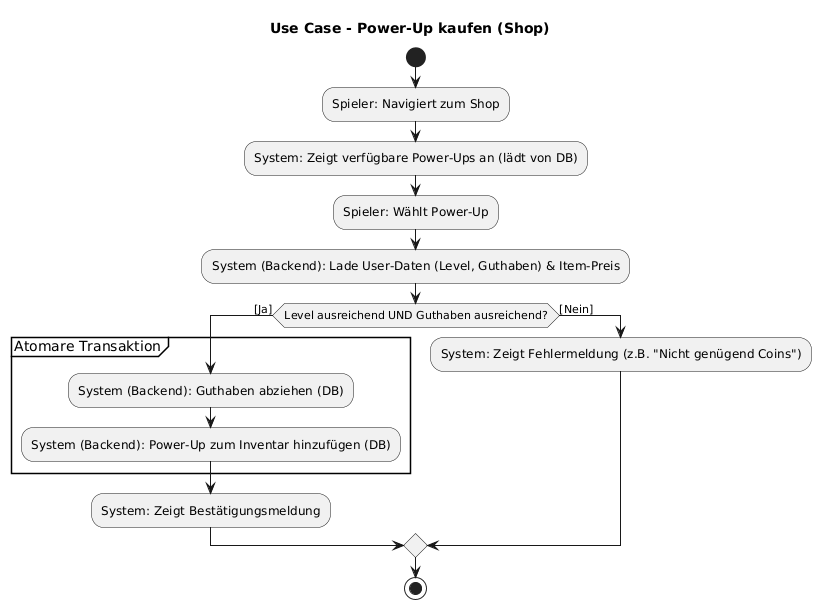 Use Case - Power-Up kaufen (Shop)
Spieler: Navigiert zum Shop
System: Zeigt verfügbare Power-Ups an (lädt von DB)
Spieler: Wählt Power-Up
System (Backend): Lade User-Daten (Level, Guthaben) & Item-Preis
[Ja]
Level ausreichend UND Guthaben ausreichend?
[Nein]
Atomare Transaktion
System: Zeigt Fehlermeldung (z.B. "Nicht genügend Coins")
System (Backend): Guthaben abziehen (DB)
System (Backend): Power-Up zum Inventar hinzufügen (DB)
System: Zeigt Bestätigungsmeldung